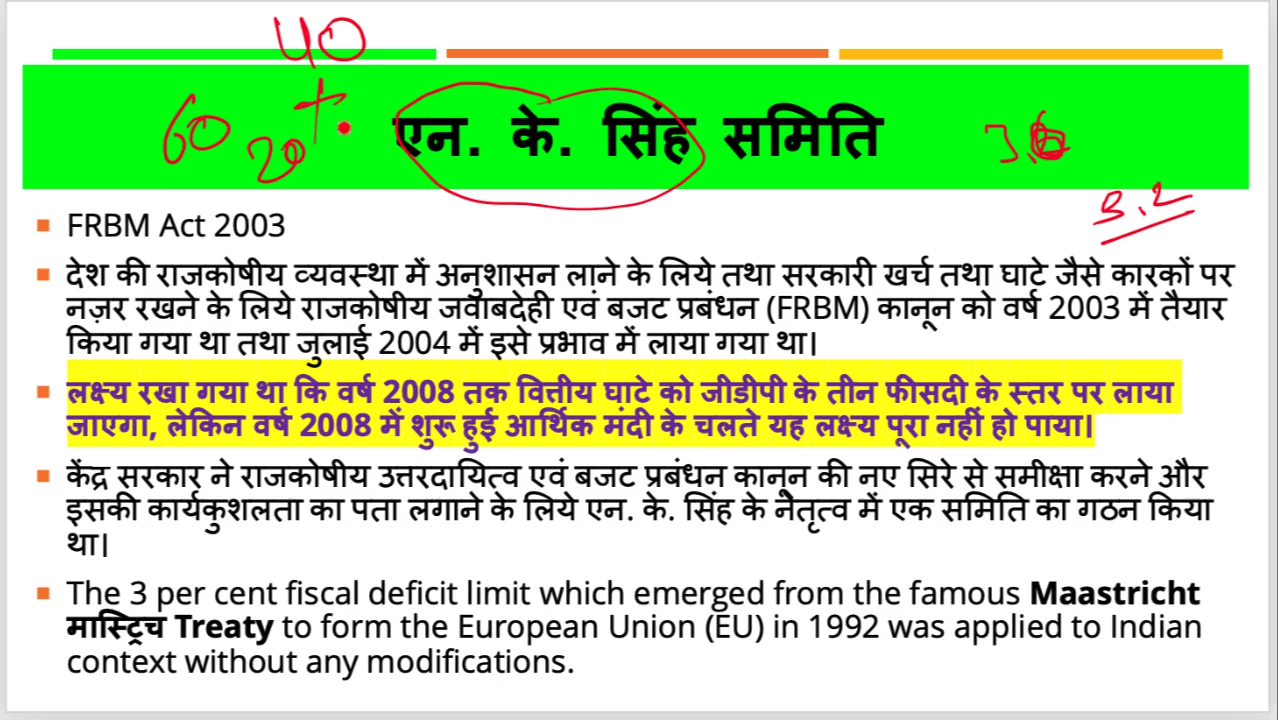 40
60
20+
एन. के. सिंह समिति
3.2
FRBM Act 2003
देश की राजकोषीय व्यवस्था में अनुशासन लाने के लिये तथा सरकारी खर्च तथा घाटे जैसे कारकों पर
नज़र रखने के लिये राजकोषीय जवाबदेही एवं बजट प्रबंधन (FRBM) कानून को वर्ष 2003 में तैयार
किया गया था तथा जुलाई 2004 में इसे प्रभाव में लाया गया था।
लक्ष्य रखा गया था कि वर्ष 2008 तक वित्तीय घाटे को जीडीपी के तीन फीसदी के स्तर पर लाया
जाएगा, लेकिन वर्ष 2008 में शुरू हुई आर्थिक मंदी के चलते यह लक्ष्य पूरा नहीं हो पाया।
केंद्र सरकार ने राजकोषीय उत्तरदायित्व एवं बजट प्रबंधन कानून की नए सिरे से समीक्षा करने और
इसकी कार्यकुशलता का पता लगाने के लिये एन. के. सिंह के नेतृत्व में एक समिति का गठन किया
था।
The 3 per cent fiscal deficit limit which emerged from the famous Maastricht
मास्ट्रिच Treaty to form the European Union (EU) in 1992 was applied to Indian
context without any modifications.